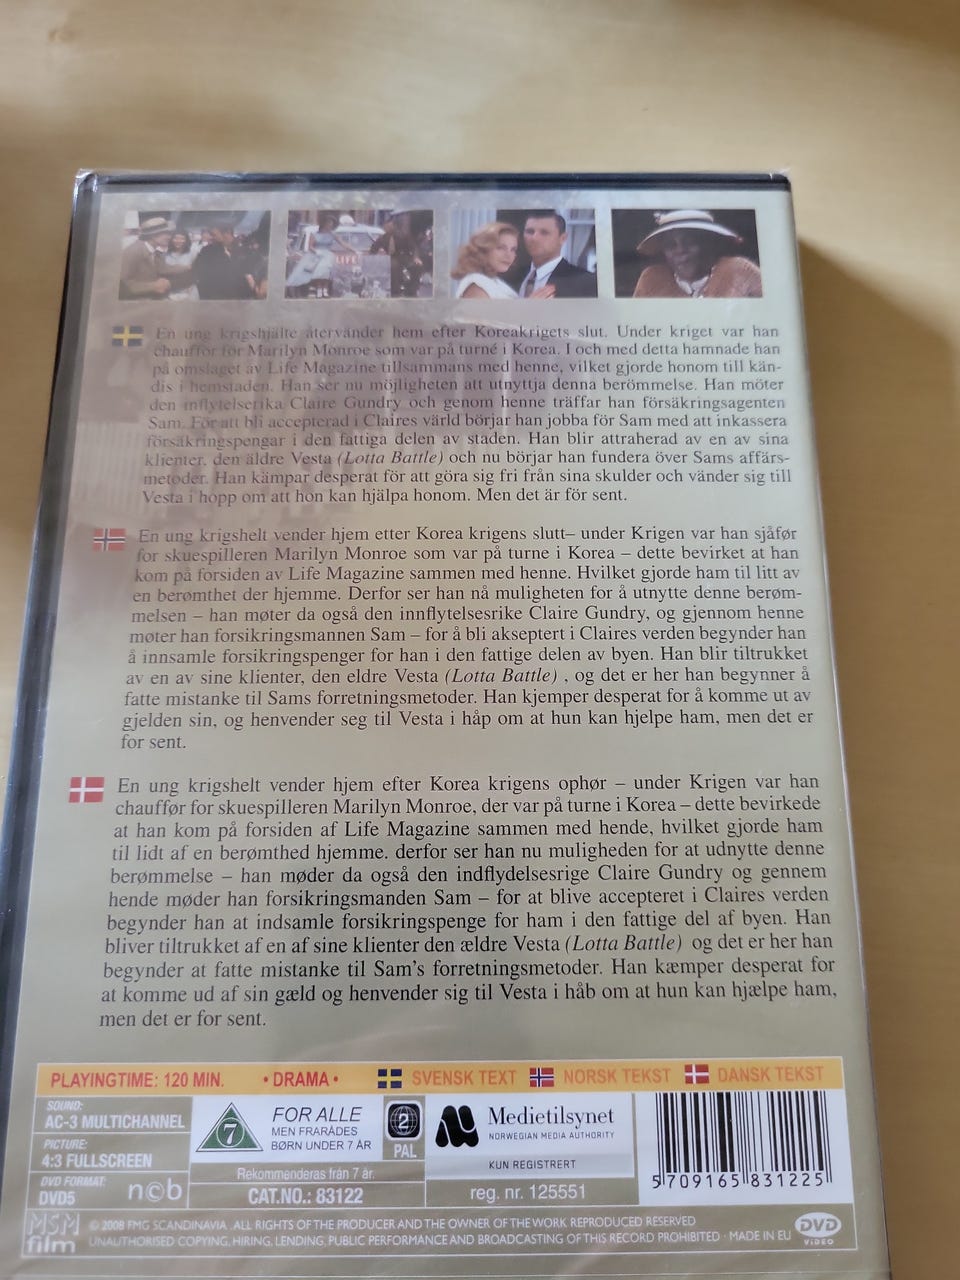 LIFE
En ung krigshjälte återvänder hem efter Koreakrigets slut. Under kriget var han
chaufför för Marilyn Monroe som var på turné i Korea. I och med detta hamnade han
på omslaget av Life Magazine tillsammans med henne, vilket gjorde honom till kän-
dis i hemstaden. Han ser nu möjligheten att utnyttja denna berömmelse. Han möter
den inflytelserika Claire Gundry och genom henne träffar han försäkringsagenten
Sam. För att bli accepterad i Claires värld börjar han jobba för Sam med att inkassera
försäkringspengar i den fattiga delen av staden. Han blir attraherad av en av sina
klienter, den äldre Vesta (Lotta Battle) och nu börjar han fundera över Sams affärs-
metoder. Han kämpar desperat för att göra sig fri från sina skulder och vänder sig till
Vesta i hopp om att hon kan hjälpa honom. Men det är för sent.
En ung krigshelt vender hjem etter Korea krigens slutt– under Krigen var han sjåfør
for skuespilleren Marilyn Monroe som var på turne i Korea – dette bevirket at han
kom på forsiden av Life Magazine sammen med henne. Hvilket gjorde ham til litt av
en berømthet der hjemme. Derfor ser han nå muligheten for å utnytte denne berøm-
melsen – han møter da også den innflytelsesrike Claire Gundry, og gjennom henne
møter han forsikringsmannen Sam – for å bli akseptert i Claires verden begynder han
å innsamle forsikringspenger for han i den fattige delen av byen. Han blir tiltrukket
av en av sine klienter, den eldre Vesta (Lotta Battle) , og det er her han begynner å
fatte mistanke til Sams forretningsmetoder. Han kjemper desperat for å komme ut av
gjelden sin, og henvender seg til Vesta i håp om at hun kan hjelpe ham, men det er
for sent.
En ung krigshelt vender hjem efter Korea krigens ophør – under Krigen var han
chauffør for skuespilleren Marilyn Monroe, der var på turne i Korea – dette bevirkede
at han kom på forsiden af Life Magazine sammen med hende, hvilket gjorde ham
til lidt af en berømthed hjemme. derfor ser han nu muligheden for at udnytte denne
berømmelse – han møder da også den indflydelsesrige Claire Gundry og gennem
hende møder han forsikringsmanden Sam – for at blive accepteret i Claires verden
begynder han at indsamle forsikringspenge for ham i den fattige del af byen. Han
bliver tiltrukket af en af sine klienter den ældre Vesta (Lotta Battle) og det er her han
begynder at fatte mistanke til Sam's forretningsmetoder. Han kæmper desperat for
at komme ud af sin gæld og henvender sig til Vesta i håb om at hun kan hjælpe ham,
men det er for sent.
PLAYINGTIME: 120 MIN. • DRAMA • SVENSK TEXT NORSK TEKST DANSK TEKST
SOUND:
AC-3 MULTICHANNEL
PICTURE:
4:3 FULLSCREEN
DVD FORMAT:
DVD5
ncb
7
FOR ALLE
MEN FRARÅDES
BØRN UNDER 7 ÅR
2
PAL
Rekommenderas från 7 år.
CAT.NO.: 83122
Medietilsynet
NORWEGIAN MEDIA AUTHORITY
KUN REGISTRERT
reg. nr. 125551
5 709165 831225
MSM
film
© 2008 FMG SCANDINAVIA . ALL RIGHTS OF THE PRODUCER AND THE OWNER OF THE WORK REPRODUCED RESERVED
UNAUTHORISED COPYING, HIRING, LENDING, PUBLIC PERFORMANCE AND BROADCASTING OF THIS RECORD PROHIBITED · MADE IN EU
DVD
VIDEO